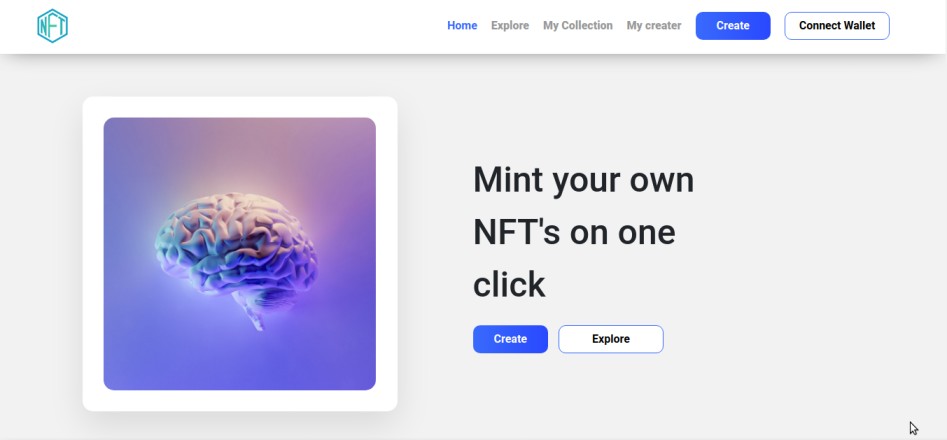 NFT
Home Explore My Collection My creater Create Connect Wallet
Mint your own
NFT's on one
click
Create Explore